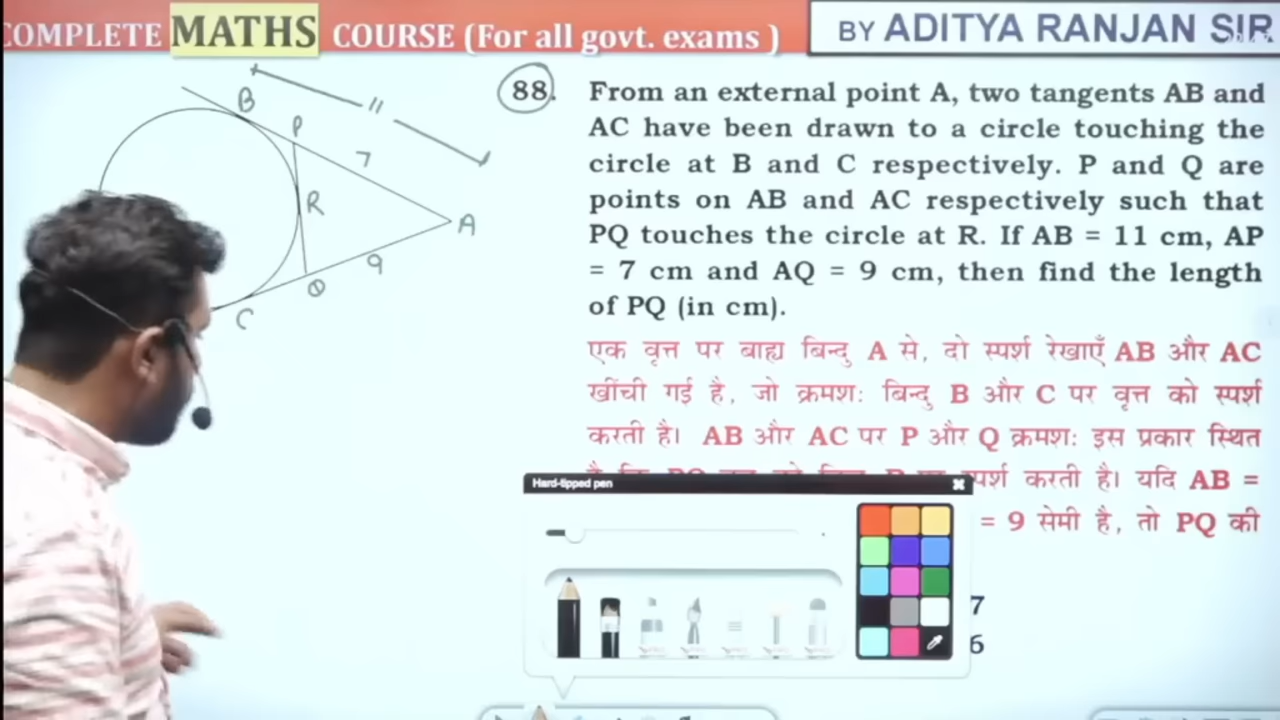 COMPLETE MATHS COURSE (For all govt. exams )
BY ADITYA RANJAN SIR
B
11
P
7
R
A
9
Q
C
88.
From an external point A, two tangents AB and
AC have been drawn to a circle touching the
circle at B and C respectively. P and Q are
points on AB and AC respectively such that
PQ touches the circle at R. If AB = 11 cm, AP
= 7 cm and AQ = 9 cm, then find the length
of PQ (in cm).
एक वृत्त पर बाह्य बिन्दु A से, दो स्पर्श रेखाएँ AB और AC
खींची गई है, जो क्रमश: बिन्दु B और C पर वृत्त को स्पर्श
करती है। AB और AC पर P और Q क्रमश: इस प्रकार स्थित
स्पर्श करती है। यदि AB =
= 9 सेमी है, तो PQ की
Hard-tipped pen
7
6